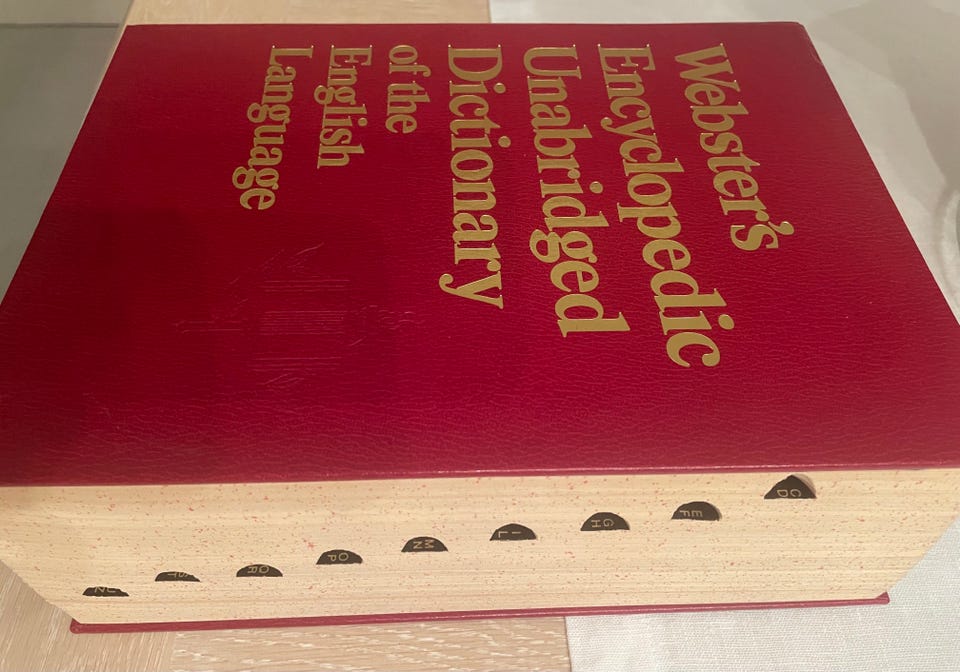 Webster's
Encyclopedic
Unabridged
Dictionary
of the
English
Language
E
F
G
H
I
L
M
N
O
P